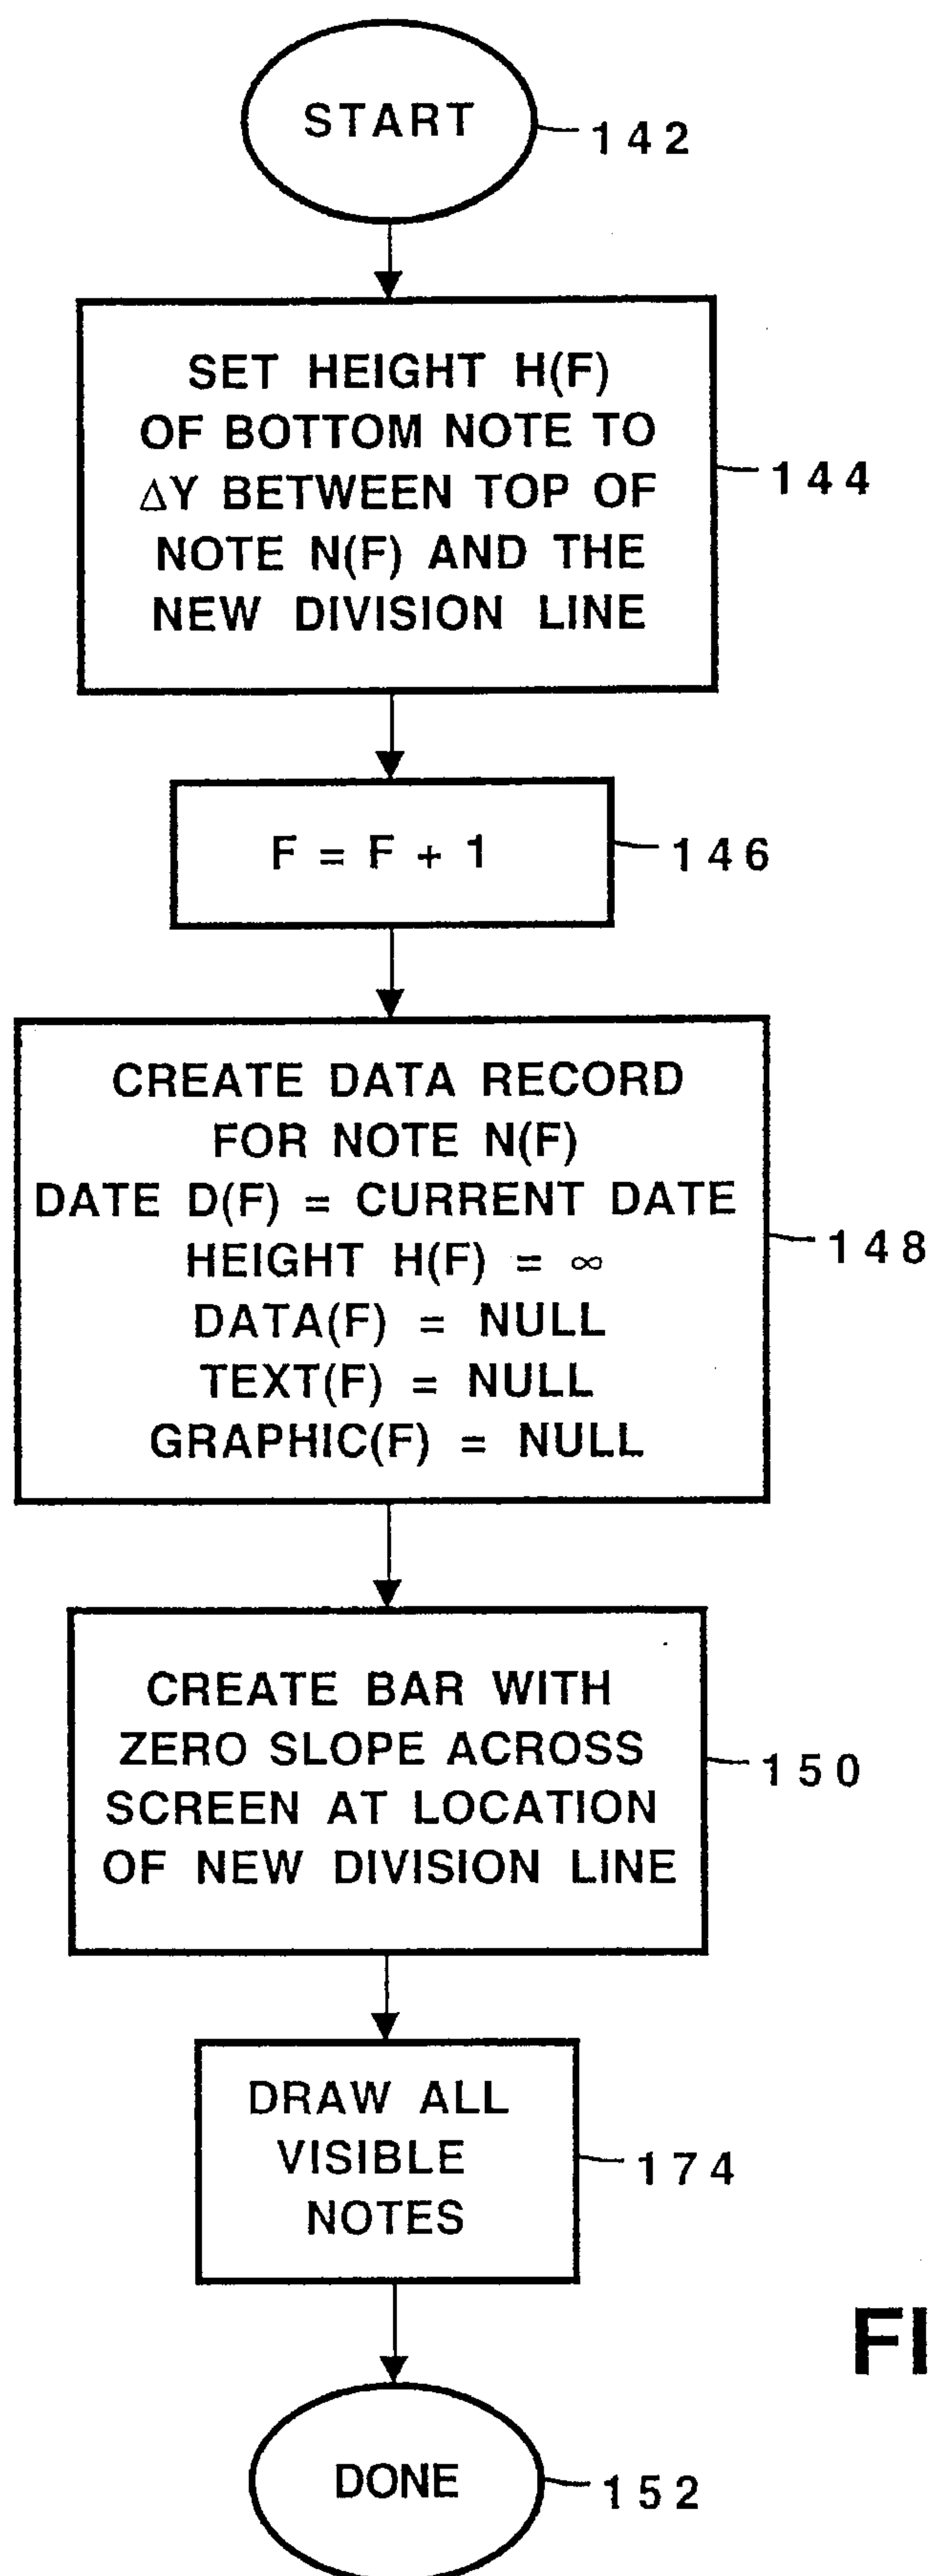 START
142
SET HEIGHT H(F)
OF BOTTOM NOTE TO
ΔY BETWEEN TOP OF
NOTE N(F) AND THE
NEW DIVISION LINE
144
F = F + 1
146
CREATE DATA RECORD
FOR NOTE N(F)
DATE D(F) = CURRENT DATE
HEIGHT H(F) = ∞
DATA(F) = NULL
TEXT(F) = NULL
GRAPHIC(F) = NULL
148
CREATE BAR WITH
ZERO SLOPE ACROSS
SCREEN AT LOCATION
OF NEW DIVISION LINE
150
DRAW ALL
VISIBLE
NOTES
174
FI
DONE
152